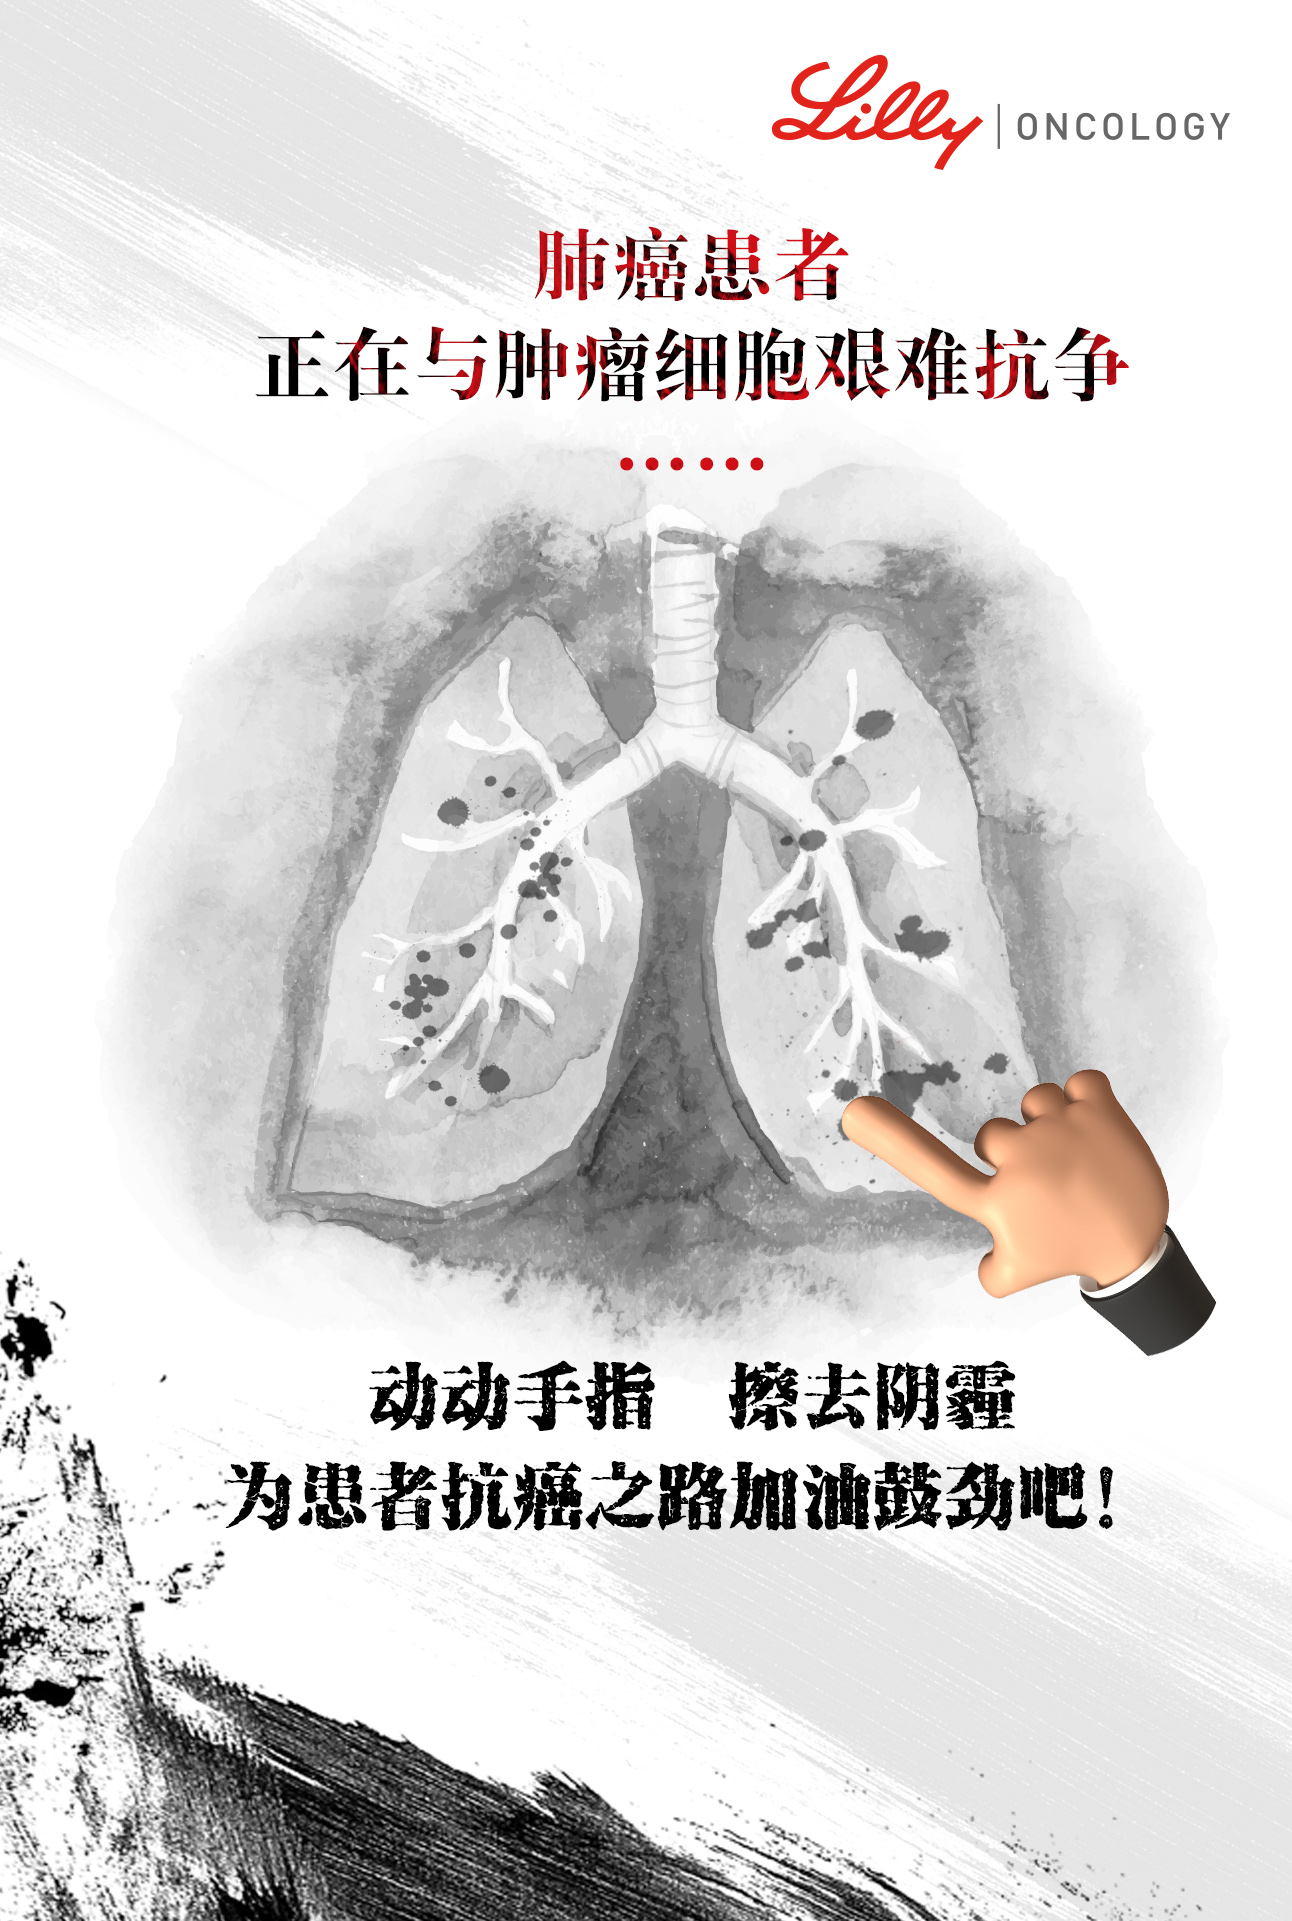 Lilly | ONCOLOGY
肺癌患者
正在与肿瘤细胞艰难抗争
······
动动手指 擦去阴霾
为患者抗癌之路加油鼓劲吧！